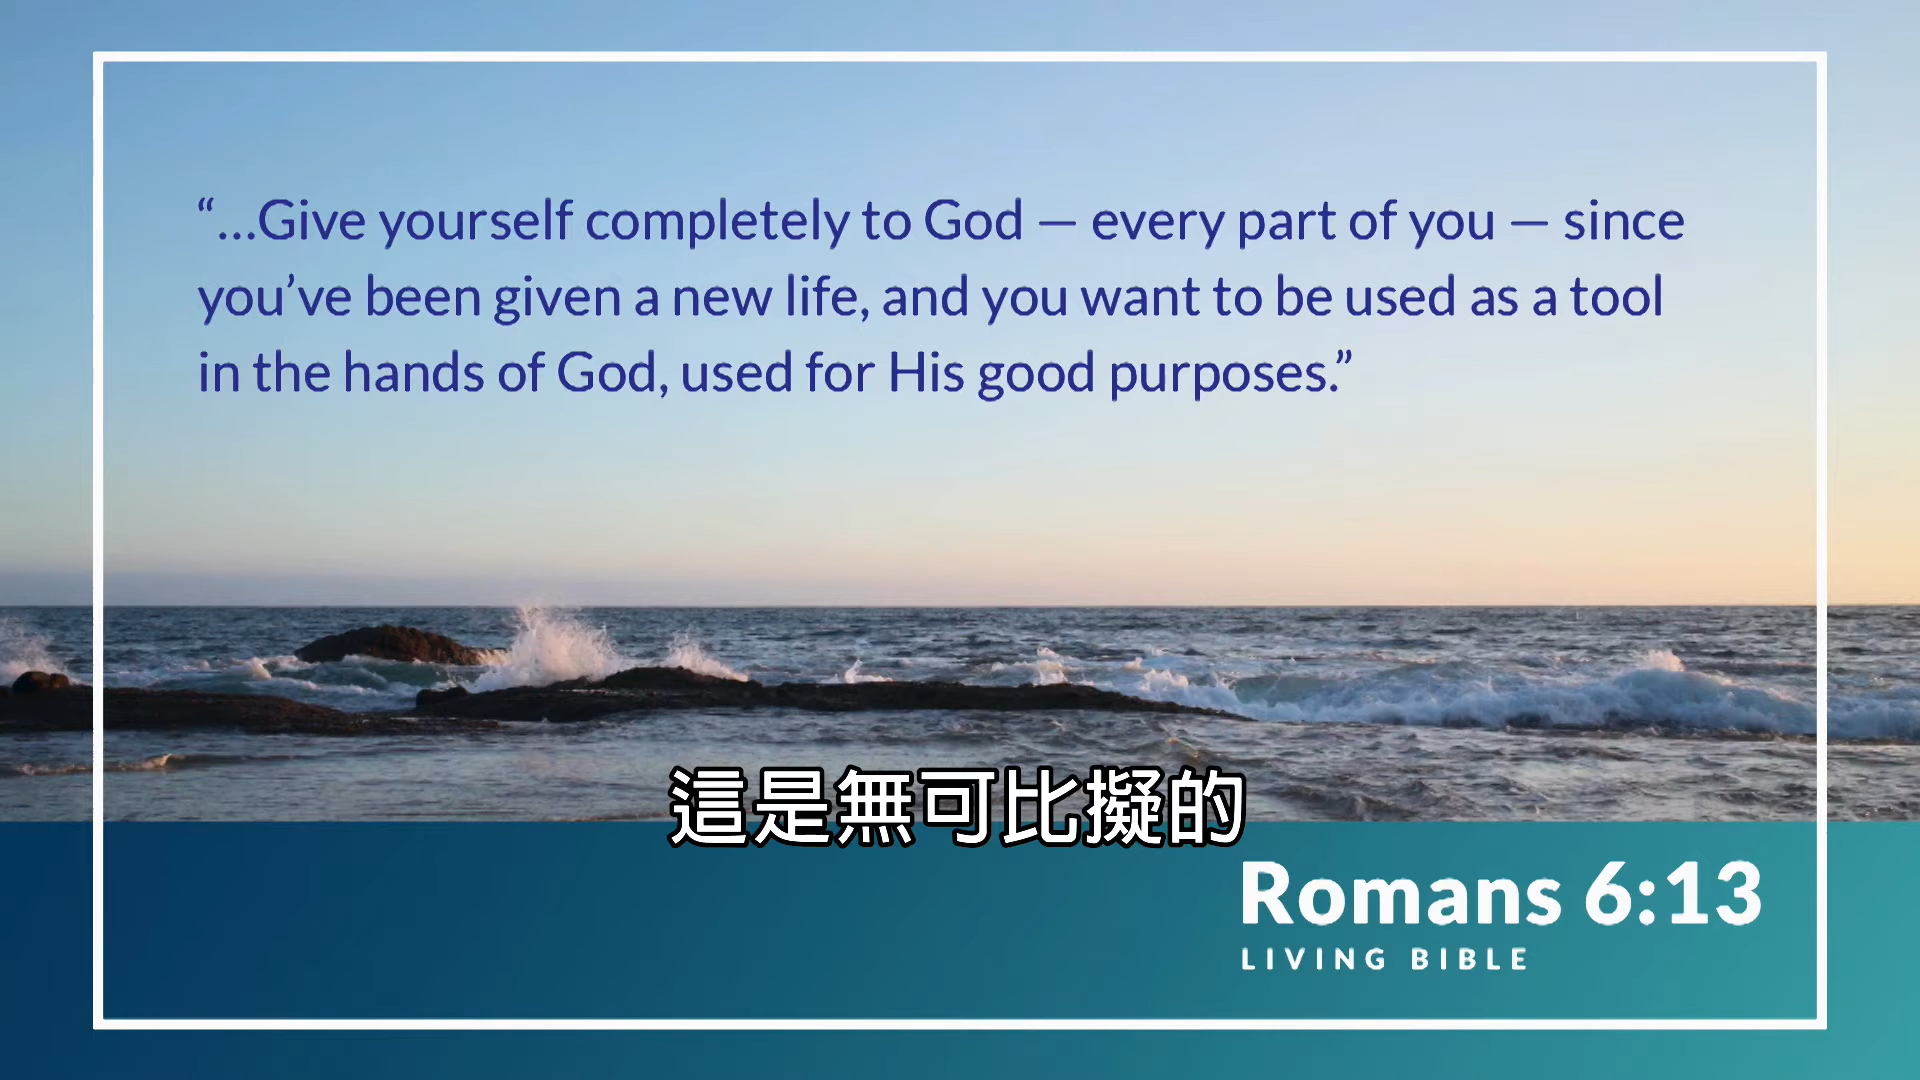 “...Give yourself completely to God — every part of you — since
you’ve been given a new life, and you want to be used as a tool
in the hands of God, used for His good purposes.”
這是無可比擬的
Romans 6:13
LIVING BIBLE